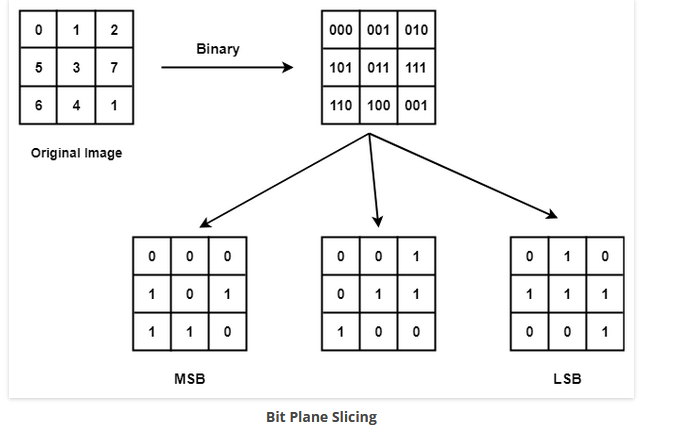 0 1 2
5 3 7
6 4 1
Original Image
Binary
000 001 010
101 011 111
110 100 001
0 0 0
1 0 1
1 1 0
MSB
0 0 1
0 1 1
1 0 0
0 1 0
1 1 1
0 0 1
LSB
Bit Plane Slicing